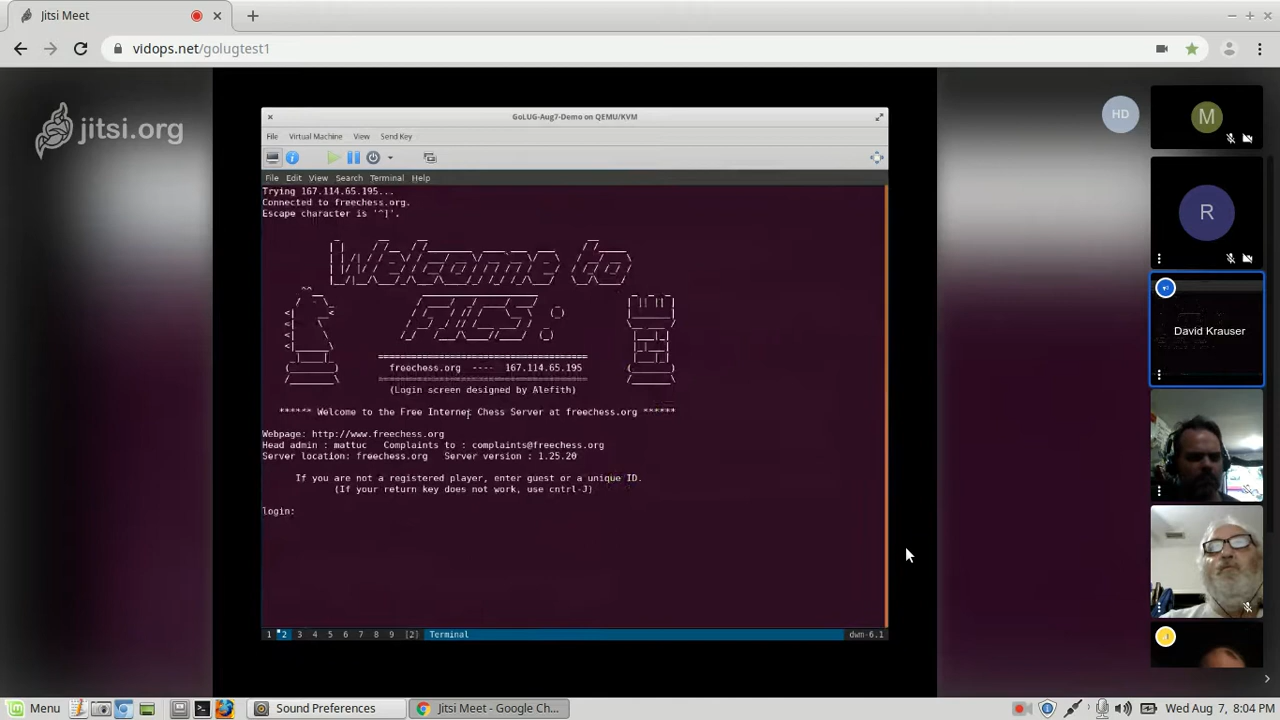 Jitsi Meet
vidops.net/golugtest1
jitsi.org
HD
M
R
David Krauser
GoLUG-Aug7-Demo on QEMU/KVM
File Virtual Machine View Send Key
File Edit View Search Terminal Help
Trying 167.114.65.195...
Connected to freechess.org.
Escape character is '^]'.
Welcome to
FICS.
freechess.org ---- 167.114.65.195
(Login screen designed by Alefith)
****** Welcome to the Free Internet Chess Server at freechess.org ******
Webpage: http://www.freechess.org
Head admin : mattuc Complaints to : complaints@freechess.org
Server location: freechess.org Server version : 1.25.20
If you are not a registered player, enter guest or a unique ID.
(If your return key does not work, use cntrl-J)
login:
1 2 3 4 5 6 7 8 9 [2] Terminal dwm-6.1
Menu Sound Preferences Jitsi Meet - Google Ch... Wed Aug 7, 8:04 PM